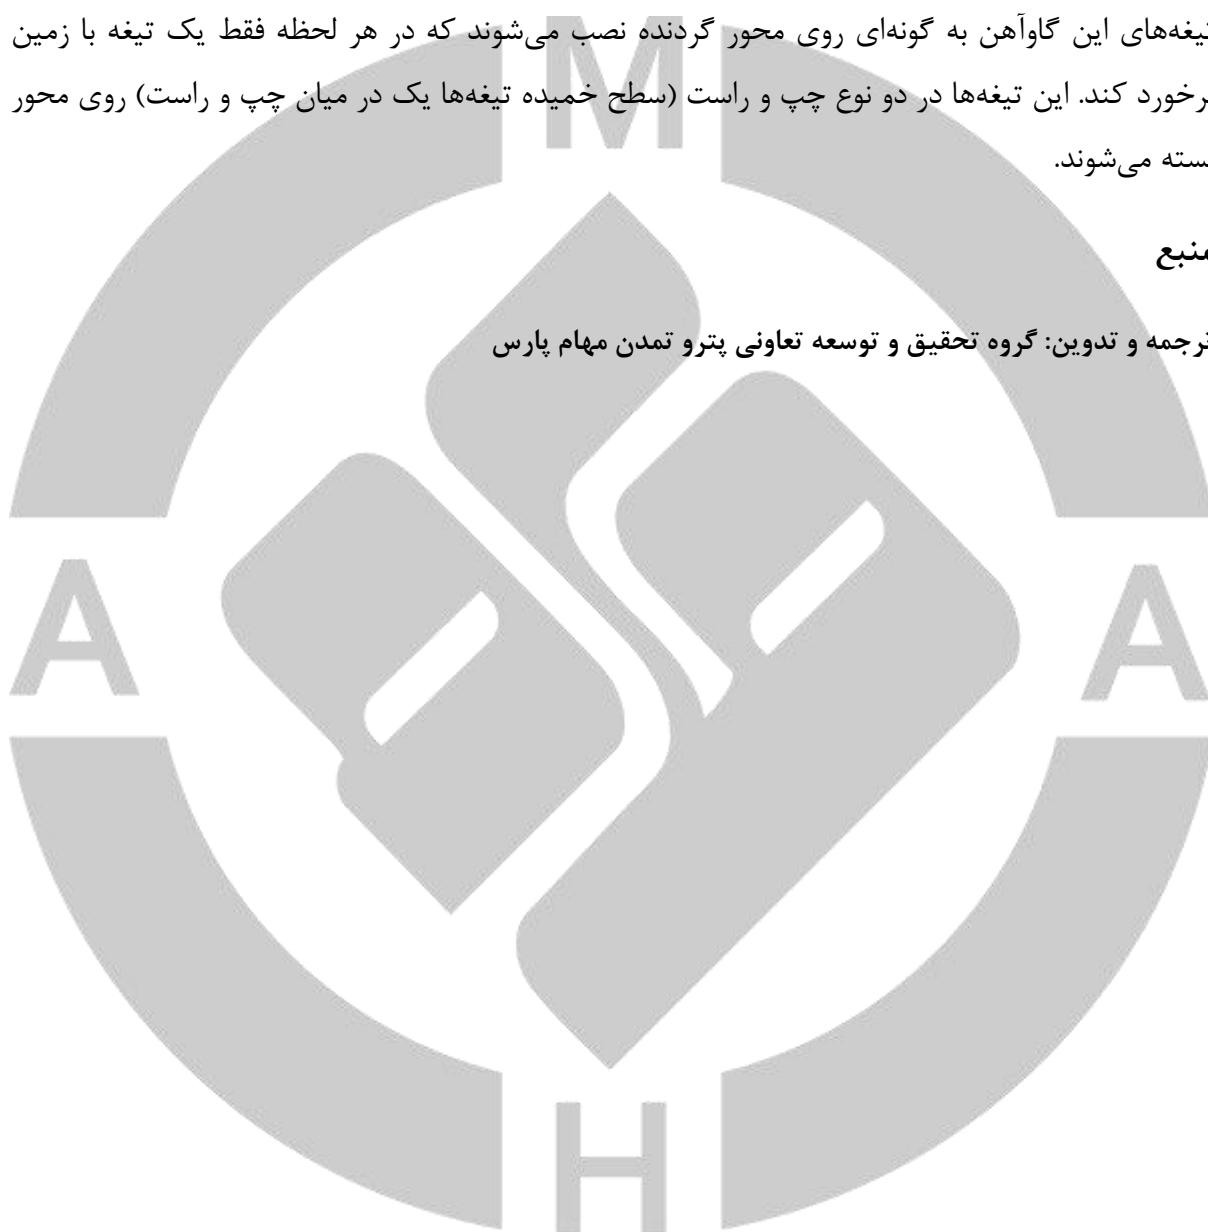 تیغه‌های این گاوآهن به گونه‌ای روی محور گردنده نصب می‌شوند که در هر لحظه فقط یک تیغه با زمین
برخورد کند. این تیغه‌ها در دو نوع چپ و راست (سطح خمیده تیغه‌ها یک در میان چپ و راست) روی محور
بسته می‌شوند.
منبع
ترجمه و تدوین: گروه تحقیق و توسعه تعاونی پترو تمدن مهام پارس
M
A A
H